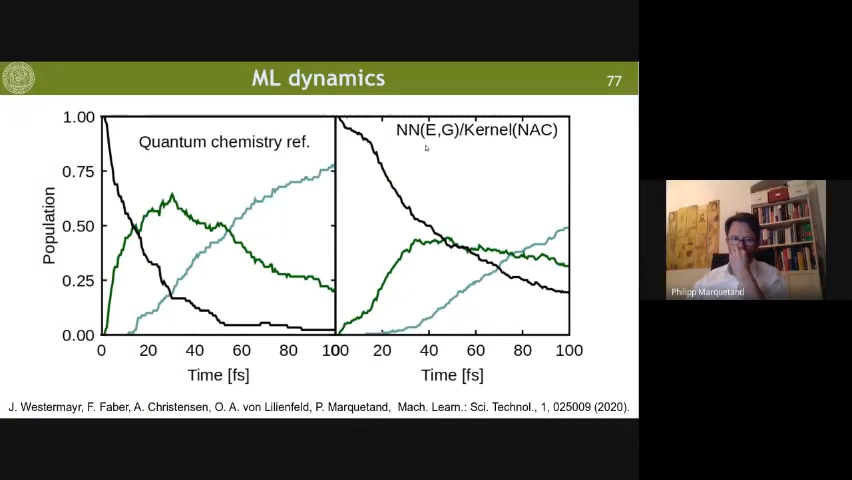 ML dynamics
77
Quantum chemistry ref.
NN(E,G)/Kernel(NAC)
1.00
0.75
0.50
0.25
0.00
Population
0 20 40 60 80 100
0 20 40 60 80 100
Time [fs]
Time [fs]
J. Westermayr, F. Faber, A. Christensen, O. A. von Lilienfeld, P. Marquetand, Mach. Learn.: Sci. Technol., 1, 025009 (2020).
Philipp Marquetand